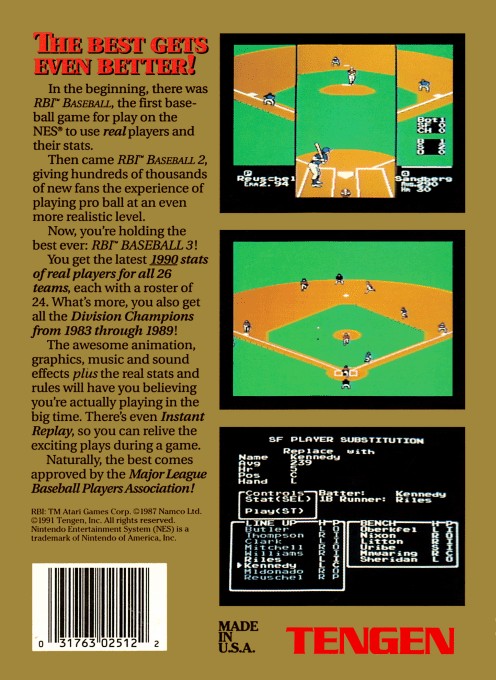 THE BEST GETS
EVEN BETTER!
In the beginning, there was
RBI™ BASEBALL, the first base-
ball game for play on the
NES® to use real players and
their stats.
Then came RBI™ BASEBALL 2,
giving hundreds of thousands
of new fans the experience of
playing pro ball at an even
more realistic level.
Now, you're holding the
best ever: RBI™ BASEBALL 3!
You get the latest 1990 stats
of real players for all 26
teams, each with a roster of
24. What's more, you also get
all the Division Champions
from 1983 through 1989!
The awesome animation,
graphics, music and sound
effects plus the real stats and
rules will have you believing
you're actually playing in the
big time. There's even Instant
Replay, so you can relive the
exciting plays during a game.
Naturally, the best comes
approved by the Major League
Baseball Players Association!
RBI: TM Atari Games Corp. ©1987 Namco Ltd.
©1991 Tengen, Inc. All rights reserved.
Nintendo Entertainment System (NES) is a
trademark of Nintendo of America, Inc.
0 31763 02512 2
Reuschel
ERA 2.94
Sandberg
Avg. 290
Hr 30
SF PLAYER SUBSTITUTION
Replace with
Name Kennedy
Avg 239
Hr 2
Pos C
Hand L
Controls Batter: Kennedy
Stat(SEL) 1B Runner: Riles
Play(ST)
LINE UP H P
Butler L O
Thompson R I
Clark L I
Mitchell R O
Williams R I
Riles L I
Kennedy L C
Mldonado R O
Reuschel R P
BENCH H P
Oberkfel L I
Nixon R O
Litton R I
Uribe S I
Mnwaring R C
Sheridan L O
MADE
IN
U.S.A.
TENGEN